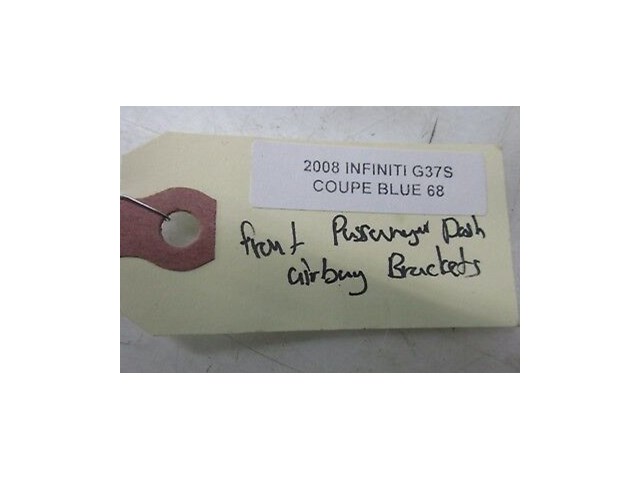 2008 INFINITI G37S
COUPE BLUE 68
front Passenger Dash
airbag Brackets